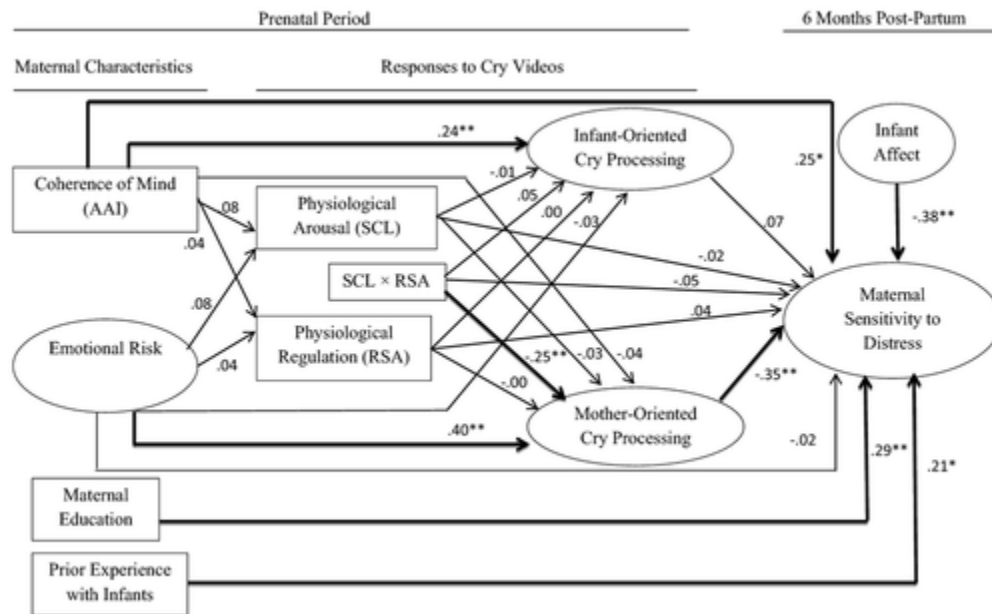 Prenatal Period
6 Months Post-Partum
Maternal Characteristics
Responses to Cry Videos
.24**
Infant-Oriented
Cry Processing
.25*
Infant
Affect
Coherence of Mind
(AAI)
.08
.04
Physiological
Arousal (SCL)
-.01
.05
.00
-.03
.07
-.38**
-.02
SCL × RSA
-.05
Maternal
Sensitivity to
Distress
.08
Emotional Risk
.04
Physiological
Regulation (RSA)
.04
-.25**
-.03
-.04
-.00
-.35**
.40**
Mother-Oriented
Cry Processing
-.02
.29**
.21*
Maternal
Education
Prior Experience
with Infants